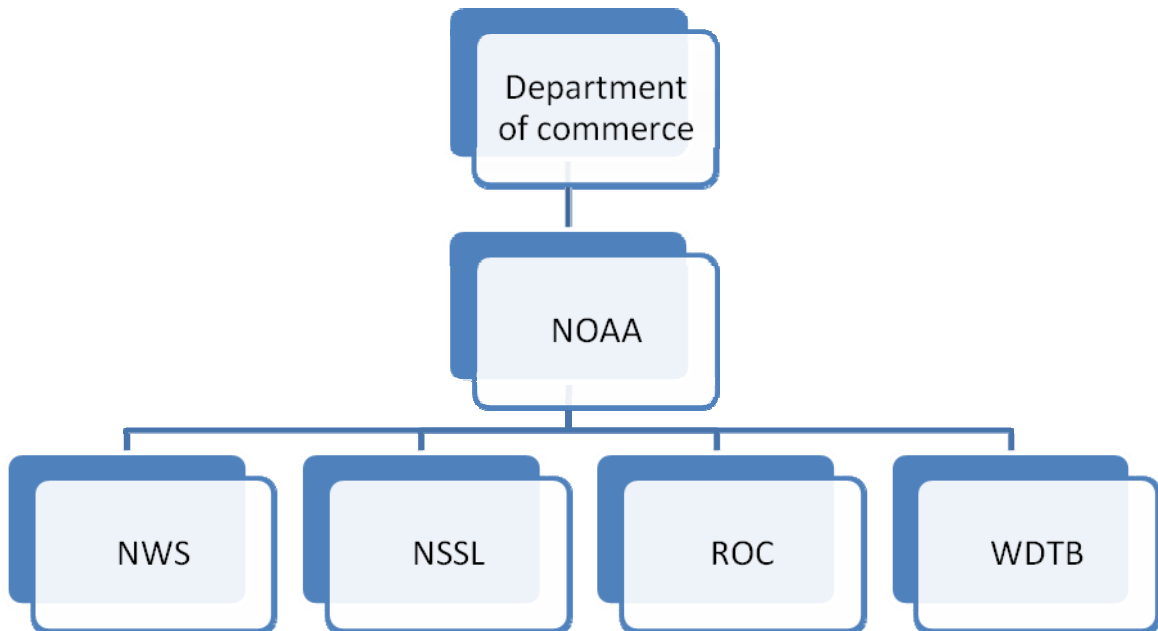 Department
of commerce
NOAA
NWS
NSSL
ROC
WDTB